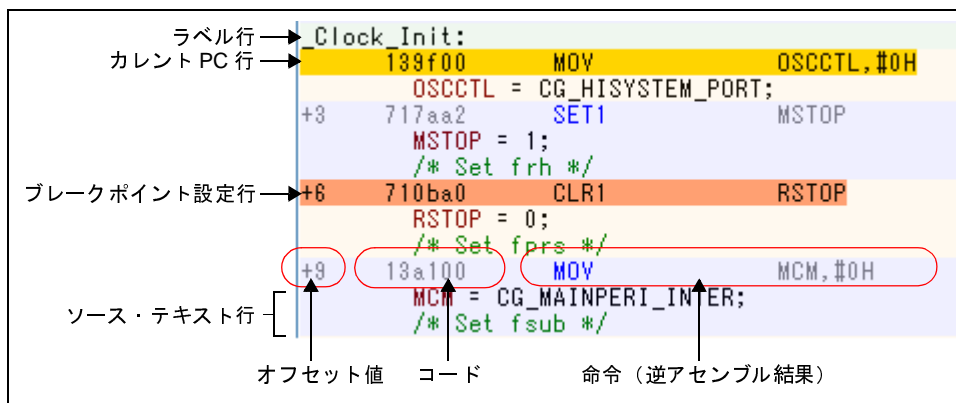 ラベル行 _Clock_Init:
カレント PC 行 139f00 MOV OSCCTL,#0H
OSCCTL = CG_HISYSTEM_PORT;
+3 717aa2 SET1 MSTOP
MSTOP = 1;
/* Set frh */
ブレークポイント設定行 +6 710ba0 CLR1 RSTOP
RSTOP = 0;
/* Set fprs */
+9 13a100 MOV MCM,#0H
MCM = CG_MAINPERI_INTER;
ソース・テキスト行
/* Set fsub */
オフセット値 コード 命令（逆アセンブル結果）